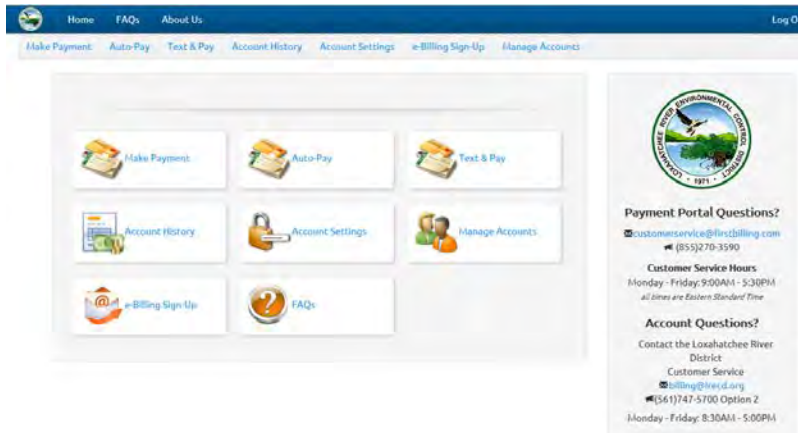 Home FAQs About Us Log O
Make Payment Auto-Pay Text & Pay Account History Account Settings e-Billing Sign-Up Manage Accounts
Make Payment Auto-Pay Text & Pay
Account History Account Settings Manage Accounts
e-Billing Sign-Up FAQs
LOXAHATCHEE RIVER ENVIRONMENTAL CONTROL DISTRICT
1971
Payment Portal Questions?
customerservice@firstbilling.com
(855)270-3590
Customer Service Hours
Monday - Friday: 9:00AM - 5:30PM
all times are Eastern Standard Time
Account Questions?
Contact the Loxahatchee River
District
Customer Service
billing@lrecd.org
(561)747-5700 Option 2
Monday - Friday: 8:30AM - 5:00PM